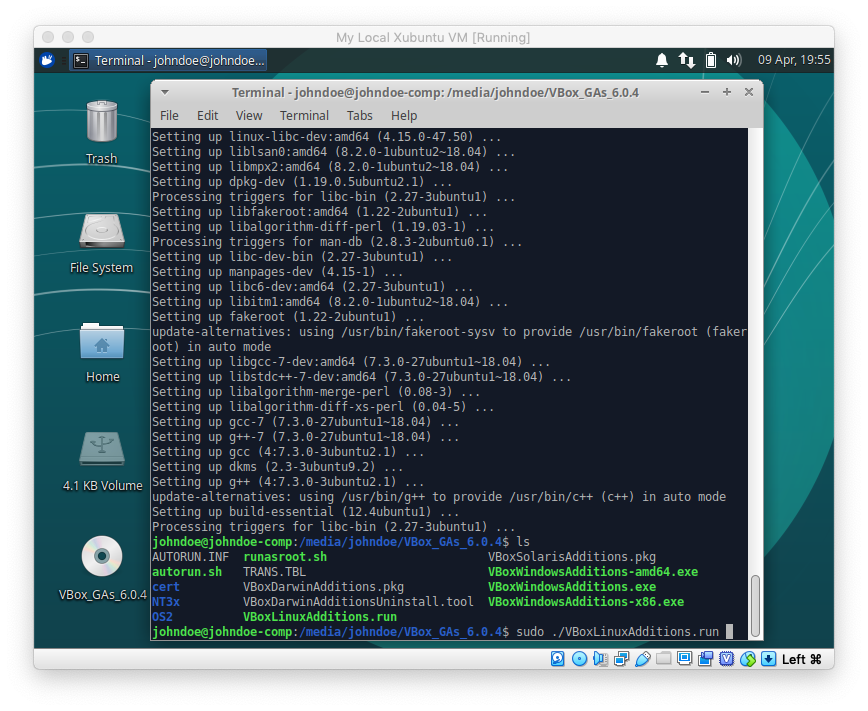 My Local Xubuntu VM [Running]
Terminal - johndoe@johndoe...
09 Apr, 19:55
Trash
File System
Home
4.1 KB Volume
VBox_GAs_6.0.4
Terminal - johndoe@johndoe-comp: /media/johndoe/VBox_GAs_6.0.4
File Edit View Terminal Tabs Help
Setting up linux-libc-dev:amd64 (4.15.0-47.50) ...
Setting up liblsan0:amd64 (8.2.0-1ubuntu2~18.04) ...
Setting up libmpx2:amd64 (8.2.0-1ubuntu2~18.04) ...
Setting up dpkg-dev (1.19.0.5ubuntu2.1) ...
Processing triggers for libc-bin (2.27-3ubuntu1) ...
Setting up libfakeroot:amd64 (1.22-2ubuntu1) ...
Setting up libalgorithm-diff-perl (1.19.03-1) ...
Processing triggers for man-db (2.8.3-2ubuntu0.1) ...
Setting up libc-dev-bin (2.27-3ubuntu1) ...
Setting up manpages-dev (4.15-1) ...
Setting up libc6-dev:amd64 (2.27-3ubuntu1) ...
Setting up libitm1:amd64 (8.2.0-1ubuntu2~18.04) ...
Setting up fakeroot (1.22-2ubuntu1) ...
update-alternatives: using /usr/bin/fakeroot-sysv to provide /usr/bin/fakeroot (faker
oot) in auto mode
Setting up libgcc-7-dev:amd64 (7.3.0-27ubuntu1~18.04) ...
Setting up libstdc++-7-dev:amd64 (7.3.0-27ubuntu1~18.04) ...
Setting up libalgorithm-merge-perl (0.08-3) ...
Setting up libalgorithm-diff-xs-perl (0.04-5) ...
Setting up gcc-7 (7.3.0-27ubuntu1~18.04) ...
Setting up g++-7 (7.3.0-27ubuntu1~18.04) ...
Setting up gcc (4:7.3.0-3ubuntu2.1) ...
Setting up dkms (2.3-3ubuntu9.2) ...
Setting up g++ (4:7.3.0-3ubuntu2.1) ...
update-alternatives: using /usr/bin/g++ to provide /usr/bin/c++ (c++) in auto mode
Setting up build-essential (12.4ubuntu1) ...
Processing triggers for libc-bin (2.27-3ubuntu1) ...
johndoe@johndoe-comp:/media/johndoe/VBox_GAs_6.0.4$ ls
AUTORUN.INF runasroot.sh VBoxSolarisAdditions.pkg
autorun.sh TRANS.TBL VBoxWindowsAdditions-amd64.exe
cert VBoxDarwinAdditions.pkg VBoxWindowsAdditions.exe
NT3x VBoxDarwinAdditionsUninstall.tool VBoxWindowsAdditions-x86.exe
OS2 VBoxLinuxAdditions.run
johndoe@johndoe-comp:/media/johndoe/VBox_GAs_6.0.4$ sudo ./VBoxLinuxAdditions.run
Left ⌘